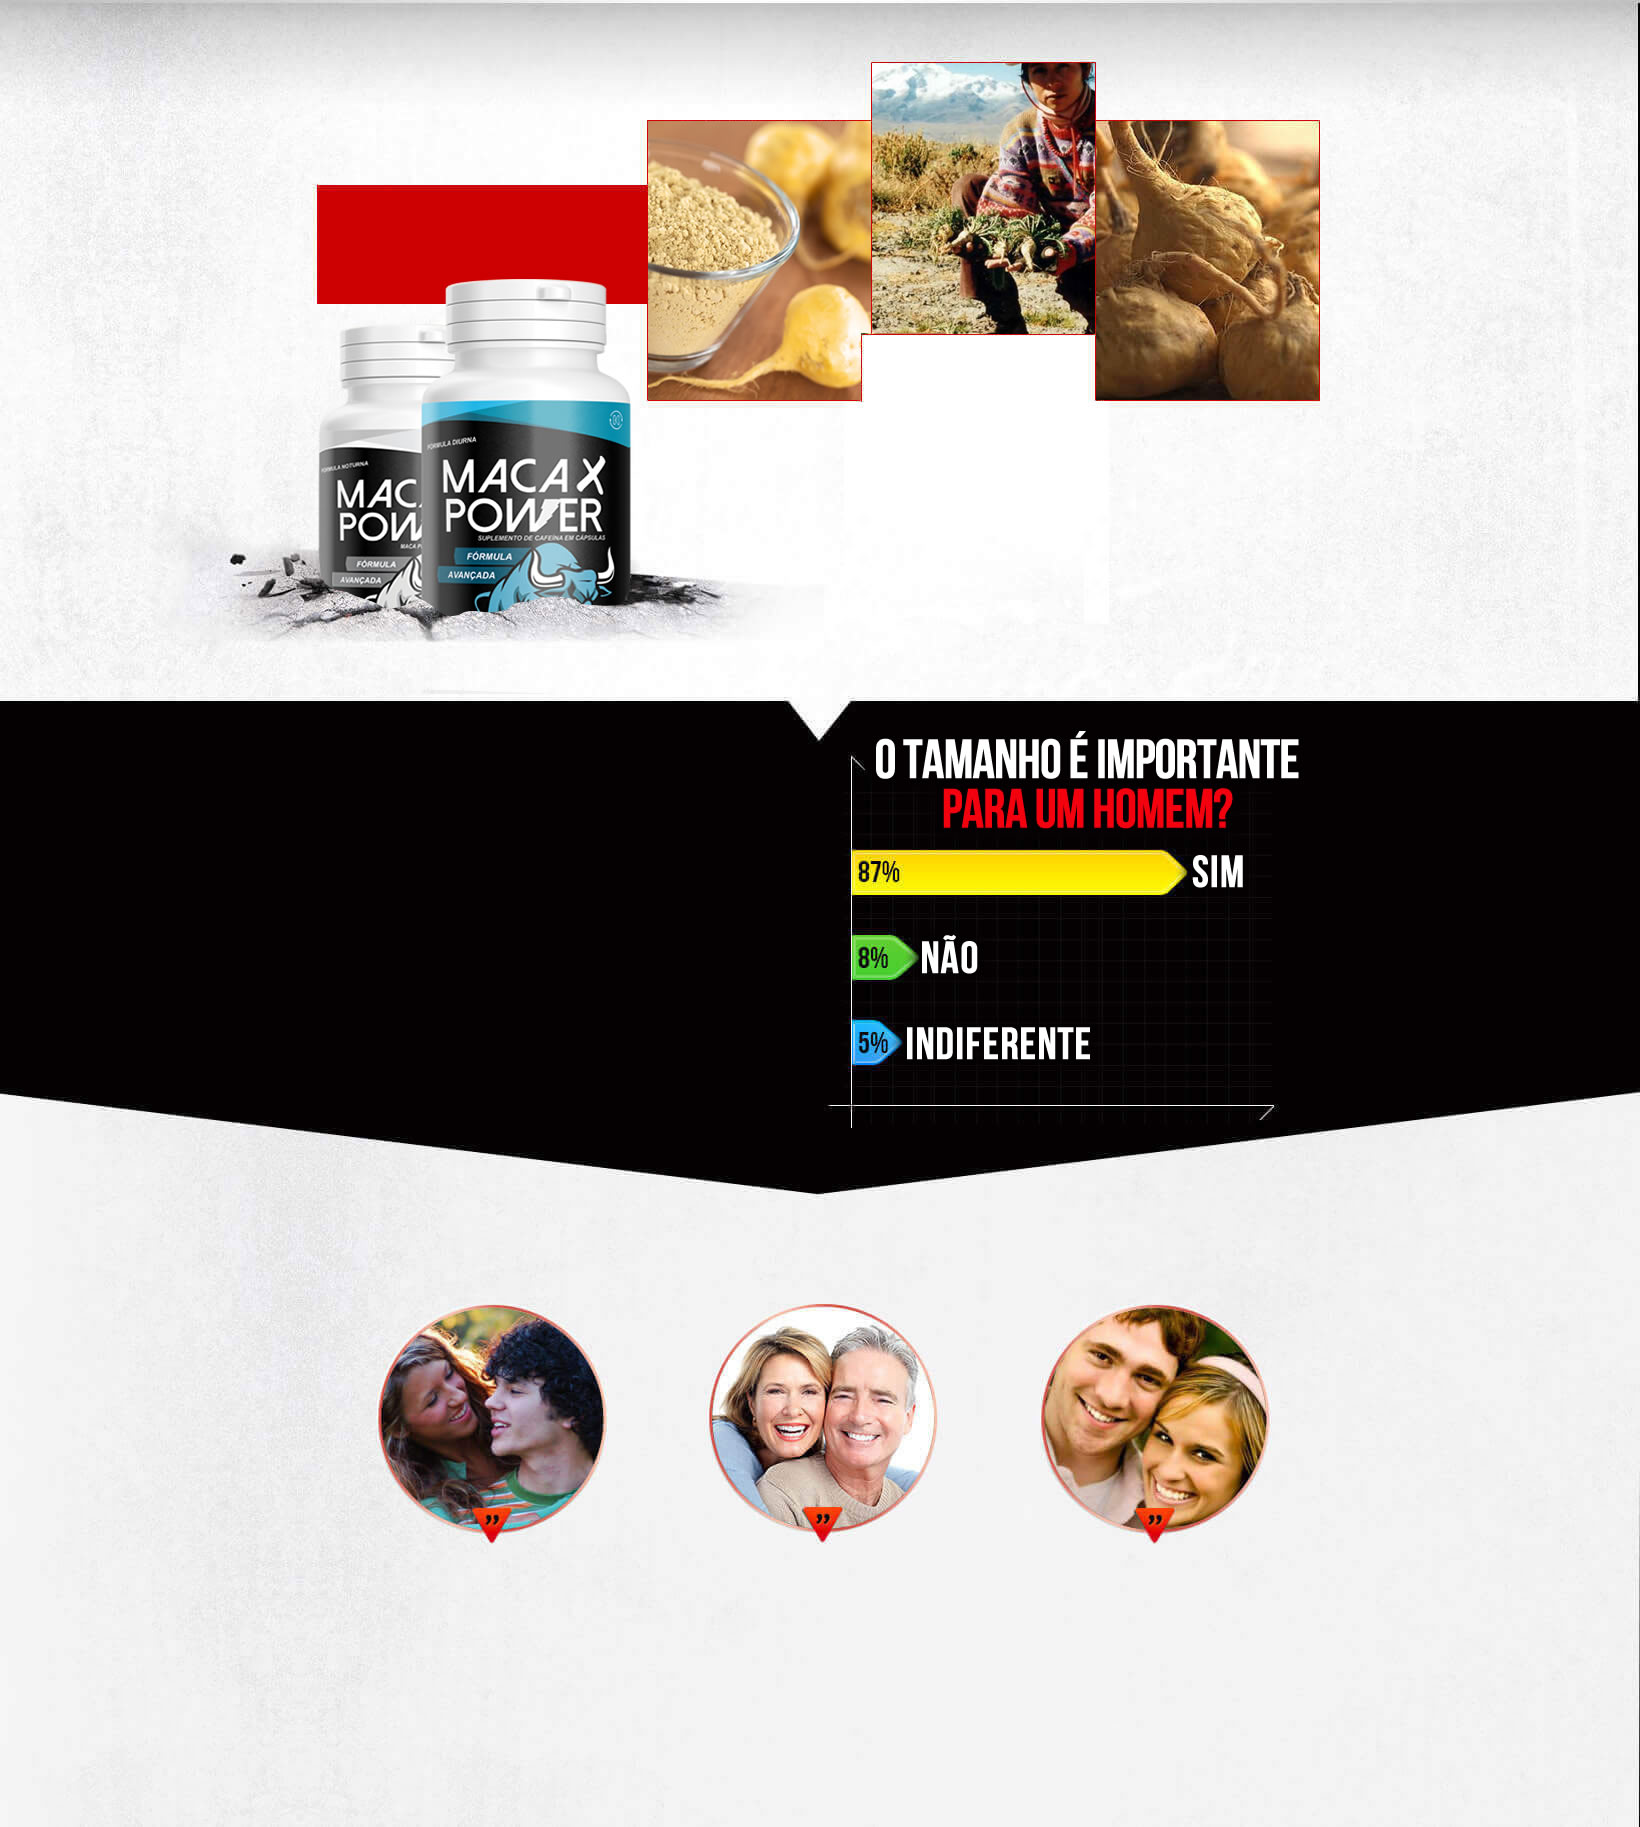 FÓRMULA NOTURNA
MAC
POW
MACA P
FÓRMULA
AVANÇADA
FÓRMULA DIURNA
MACA X
POWER
SUPLEMENTO DE CAFEÍNA EM CÁPSULAS
FÓRMULA
AVANÇADA
O TAMANHO É IMPORTANTE
PARA UM HOMEM?
87% SIM
8% NÃO
5% INDIFERENTE